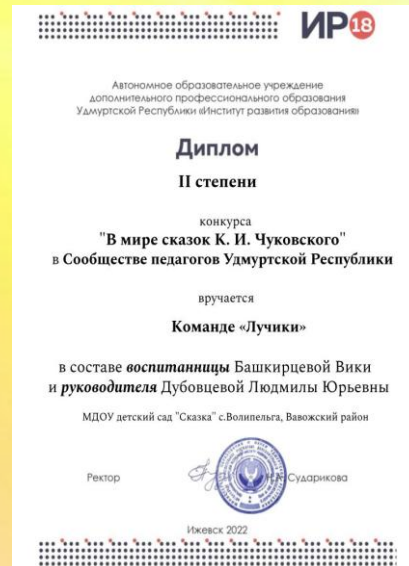 ИРО18
Автономное образовательное учреждение
дополнительного профессионального образования
Удмуртской Республики «Институт развития образования»
Диплом
II степени
конкурса
"В мире сказок К. И. Чуковского"
в Сообществе педагогов Удмуртской Республики
вручается
Команде «Лучики»
в составе воспитанницы Башкирцевой Вики
и руководителя Дубовцевой Людмилы Юрьевны
МДОУ детский сад "Сказка" с.Волипельга, Вавожский район
Ректор
Сударикова
Ижевск 2022